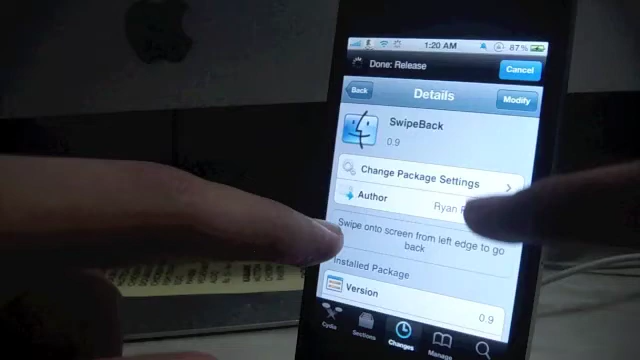 1:20 AM 87%
Done: Release Cancel
Back Details Modify
SwipeBack
0.9
Change Package Settings
Author Ryan
Swipe onto screen from left edge to go
back
Installed Package
Version 0.9
Cydia Sections Changes Manage